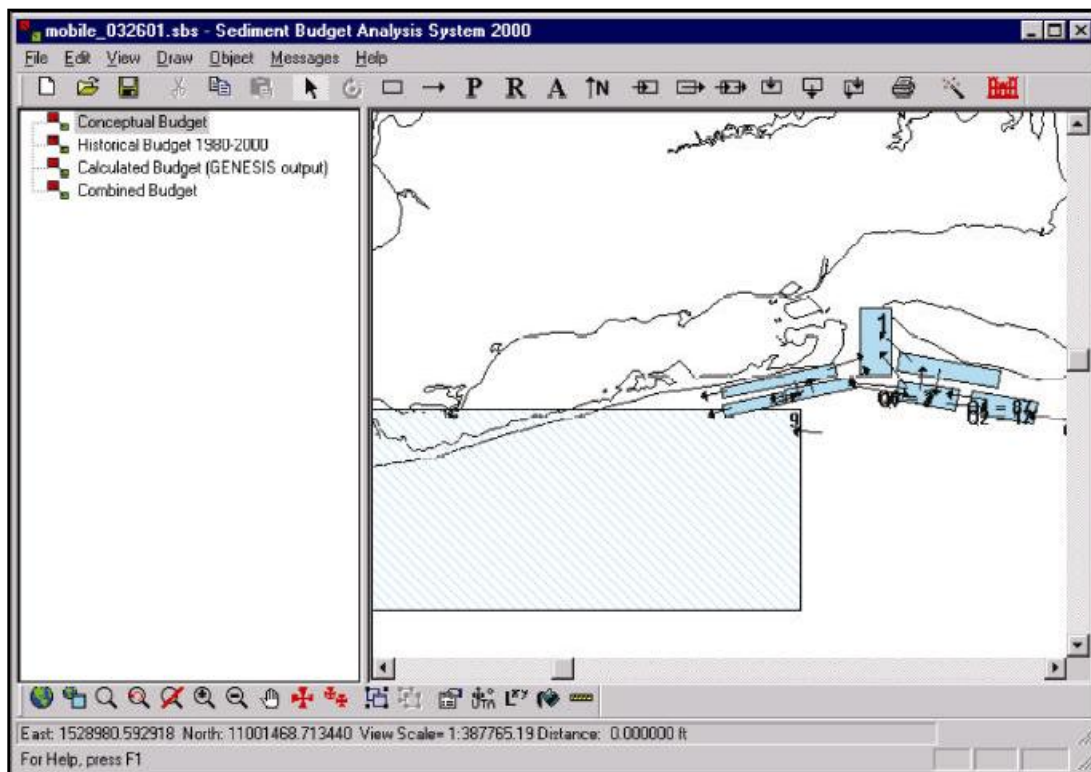 mobile_032601.sbs - Sediment Budget Analysis System 2000
File Edit View Draw Object Messages Help
P R A N
Conceptual Budget
Historical Budget 1980-2000
Calculated Budget (GENESIS output)
Combined Budget
1
9
East: 1528980.592918 North: 11001468.713440 View Scale= 1:387765.19 Distance: 0.000000 ft
For Help, press F1